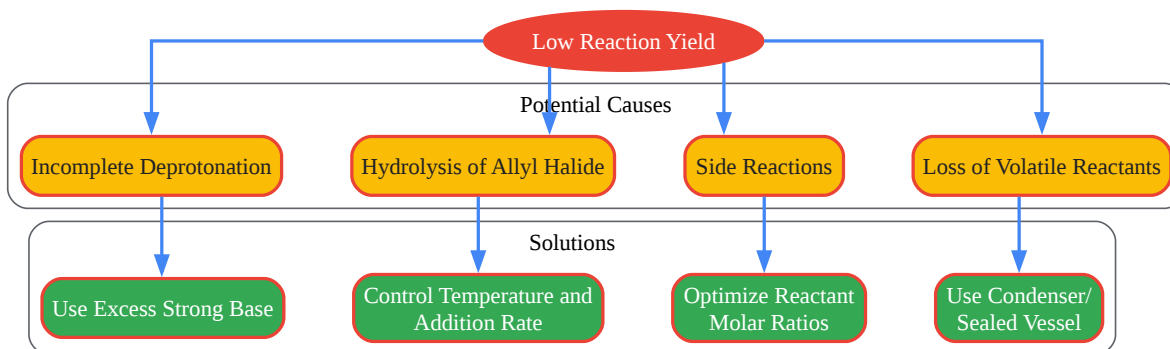 Low Reaction Yield
Potential Causes
Incomplete Deprotonation
Hydrolysis of Allyl Halide
Side Reactions
Loss of Volatile Reactants
Solutions
Use Excess Strong Base
Control Temperature and
Addition Rate
Optimize Reactant
Molar Ratios
Use Condenser/
Sealed Vessel